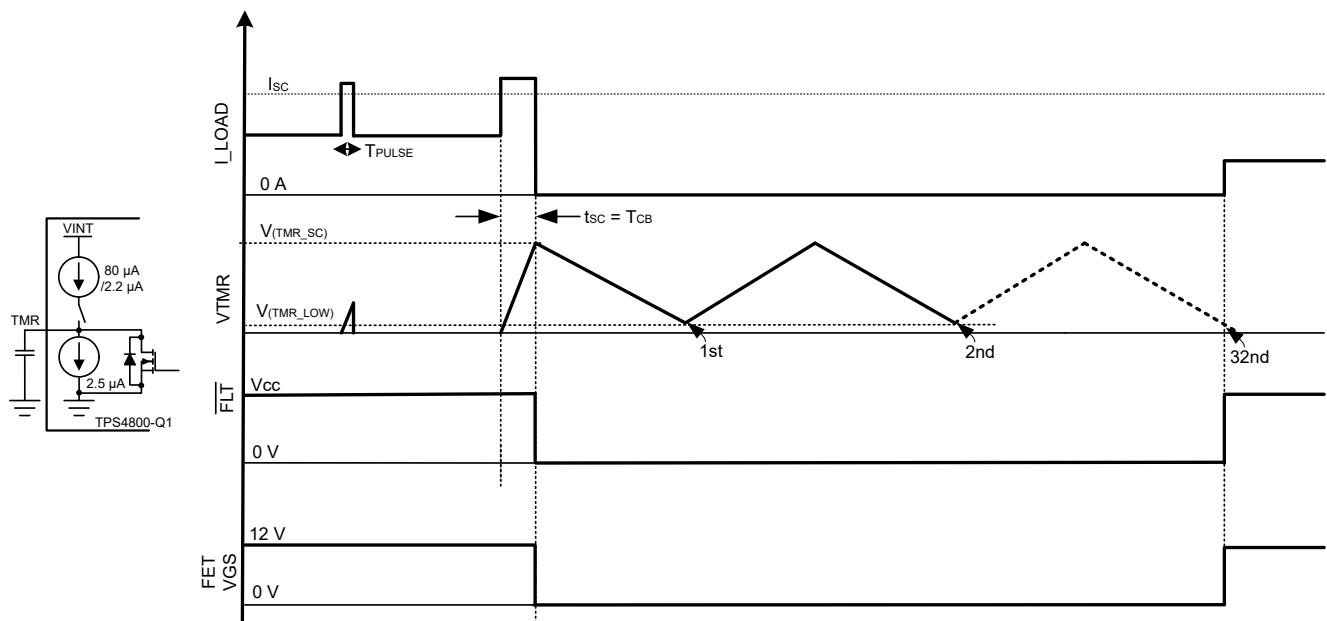 ISC
I_LOAD
TPULSE
0 A
tSC = TCB
V(TMR_SC)
VTMR
V(TMR_LOW)
1st
2nd
32nd
VINT
80 µA
/2.2 µA
TMR
2.5 µA
TPS4800-Q1
Vcc
FLT
0 V
12 V
FET
VGS
0 V